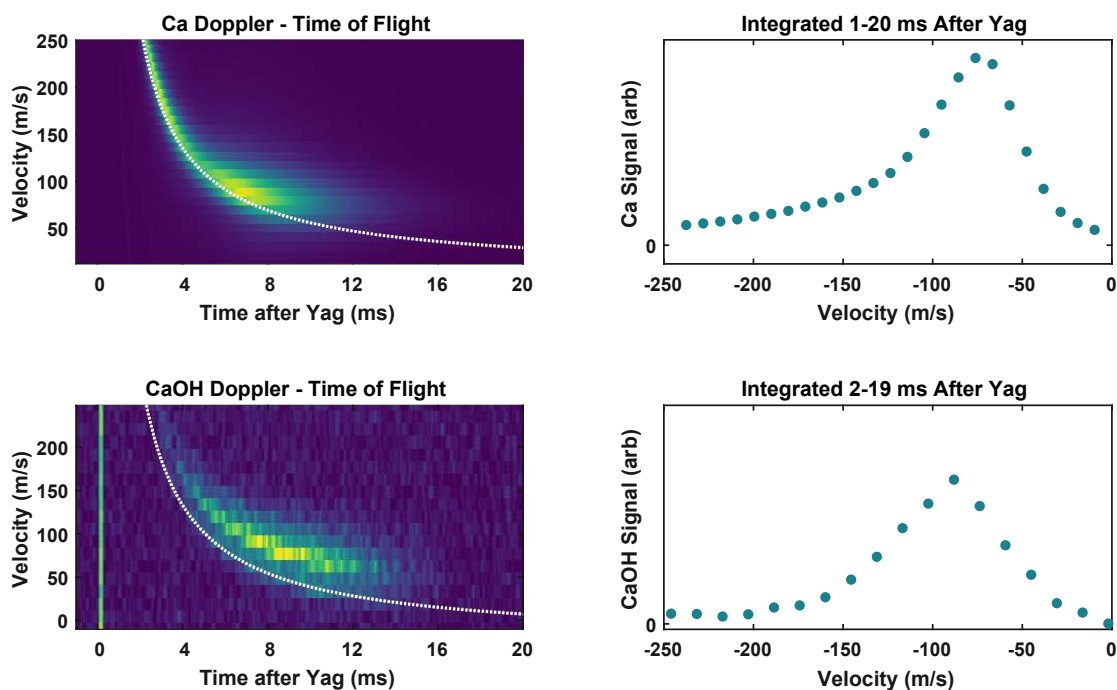 Ca Doppler - Time of Flight
Velocity (m/s)
250
200
150
100
50
0 4 8 12 16 20
Time after Yag (ms)
Integrated 1-20 ms After Yag
Ca Signal (arb)
0
-250 -200 -150 -100 -50 0
Velocity (m/s)
CaOH Doppler - Time of Flight
Velocity (m/s)
200
150
100
50
0
0 4 8 12 16 20
Time after Yag (ms)
Integrated 2-19 ms After Yag
CaOH Signal (arb)
0
-250 -200 -150 -100 -50 0
Velocity (m/s)